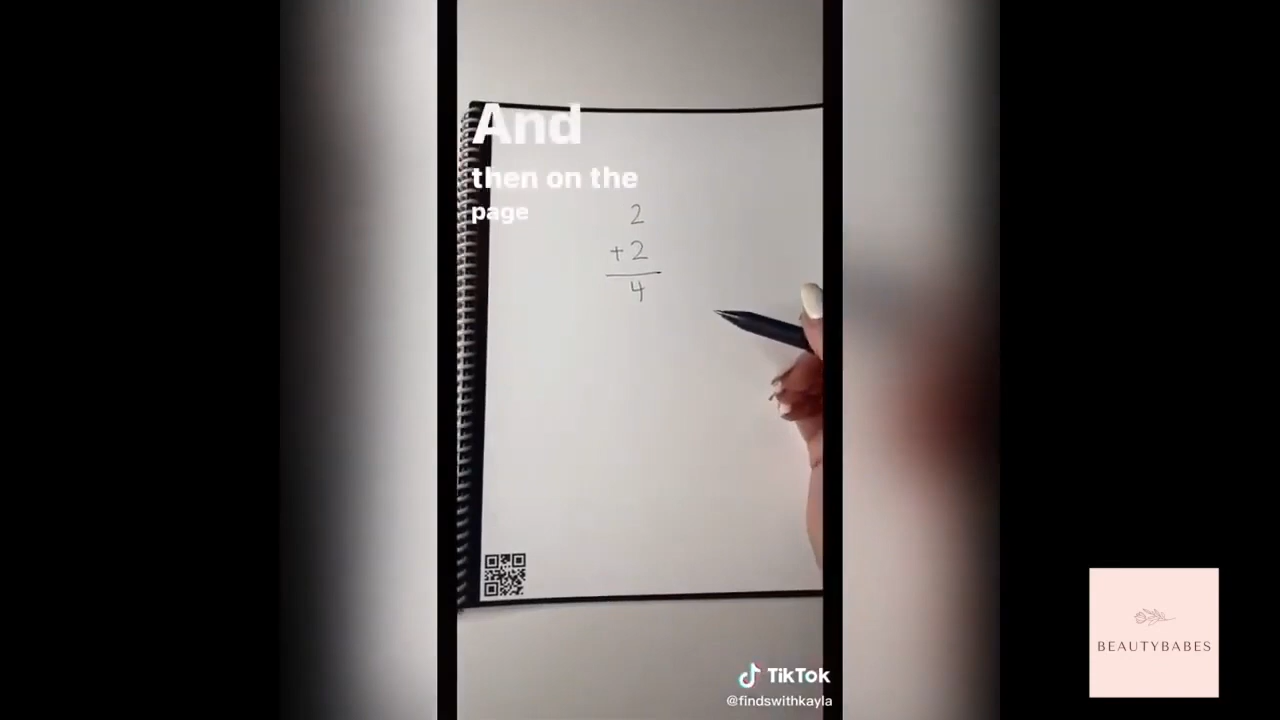 And
then on the
page
2
+2
4
TikTok
@findswithkayla
BEAUTYBABES